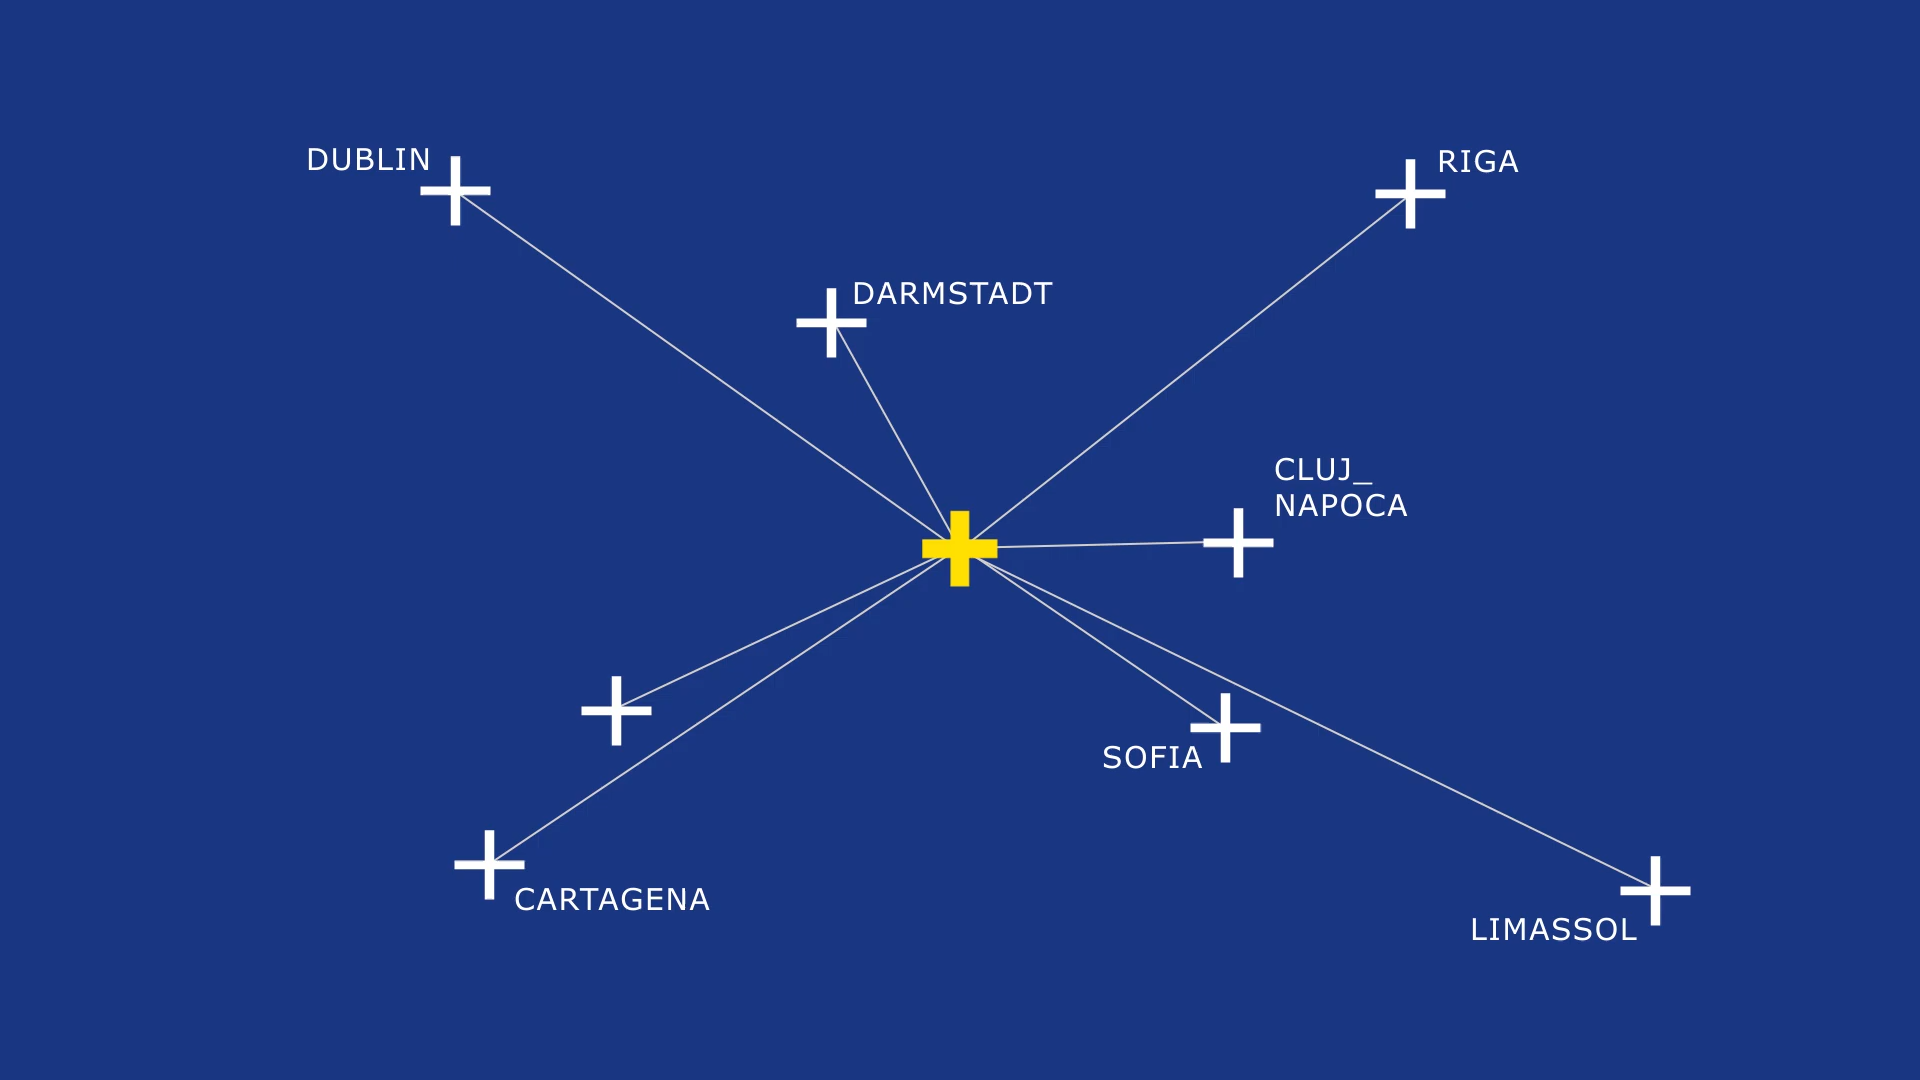 DUBLIN
RIGA
DARMSTADT
CLUJ_
NAPOCA
SOFIA
CARTAGENA
LIMASSOL